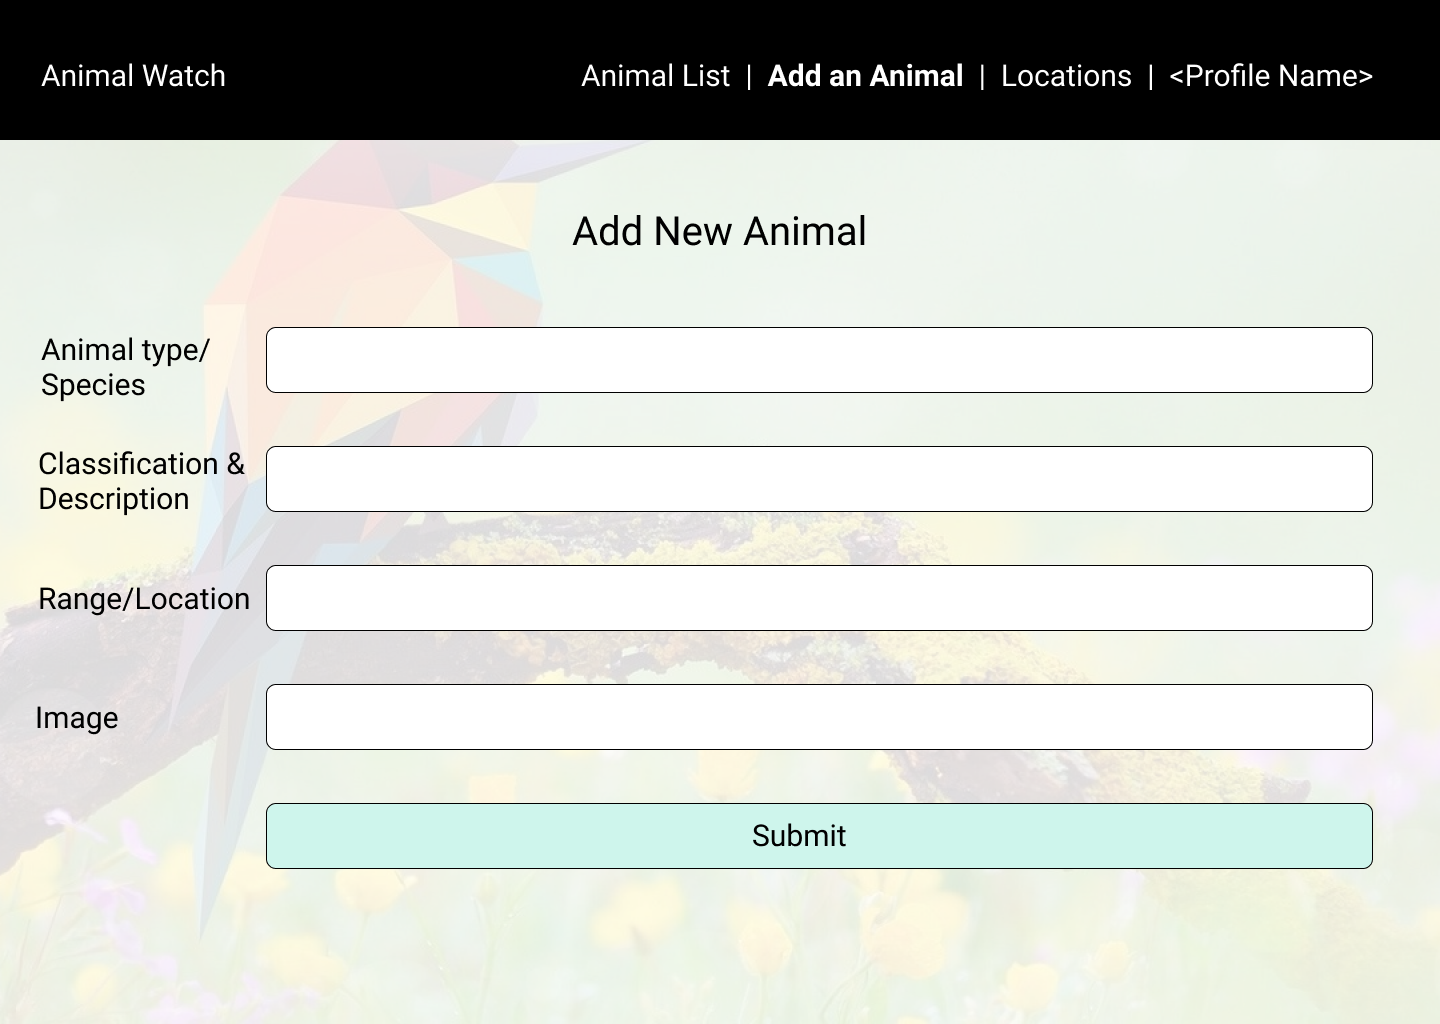 Animal Watch
Animal List | Add an Animal | Locations | <Profile Name>
Add New Animal
Animal type/
Species
Classification &
Description
Range/Location
Image
Submit